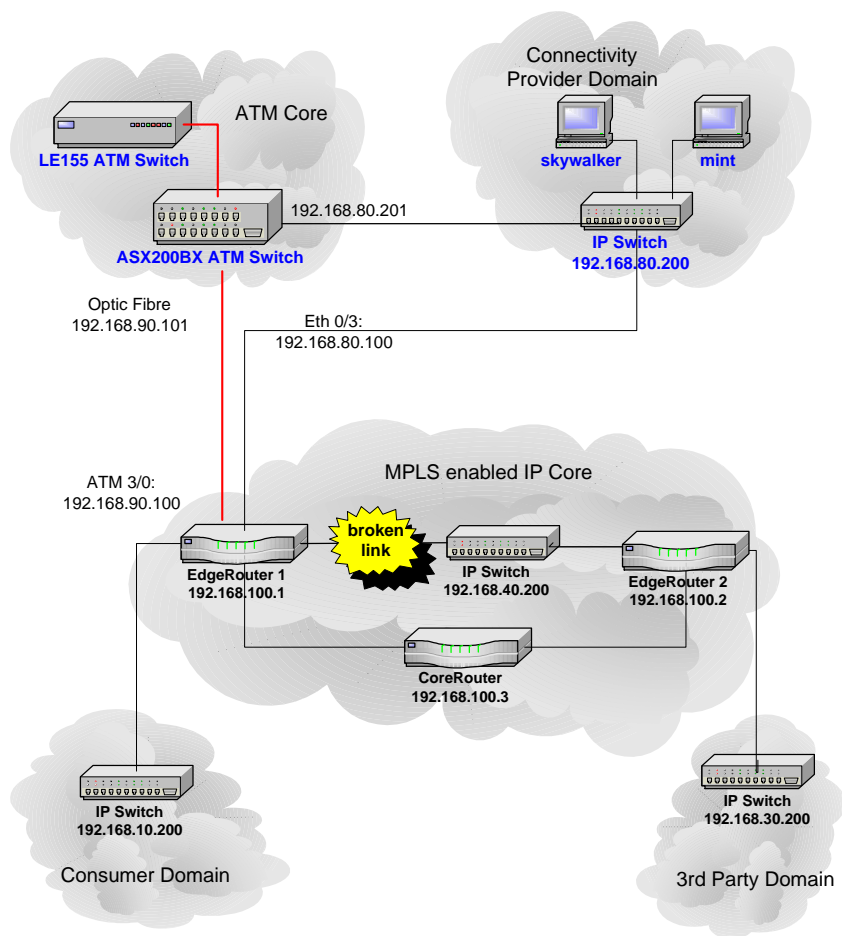 Connectivity
Provider Domain
ATM Core
LE155 ATM Switch
skywalker
mint
192.168.80.201
ASX200BX ATM Switch
IP Switch
192.168.80.200
Optic Fibre
192.168.90.101
Eth 0/3:
192.168.80.100
MPLS enabled IP Core
ATM 3/0:
192.168.90.100
broken
link
EdgeRouter 1
192.168.100.1
IP Switch
192.168.40.200
EdgeRouter 2
192.168.100.2
CoreRouter
192.168.100.3
IP Switch
192.168.10.200
IP Switch
192.168.30.200
Consumer Domain
3rd Party Domain